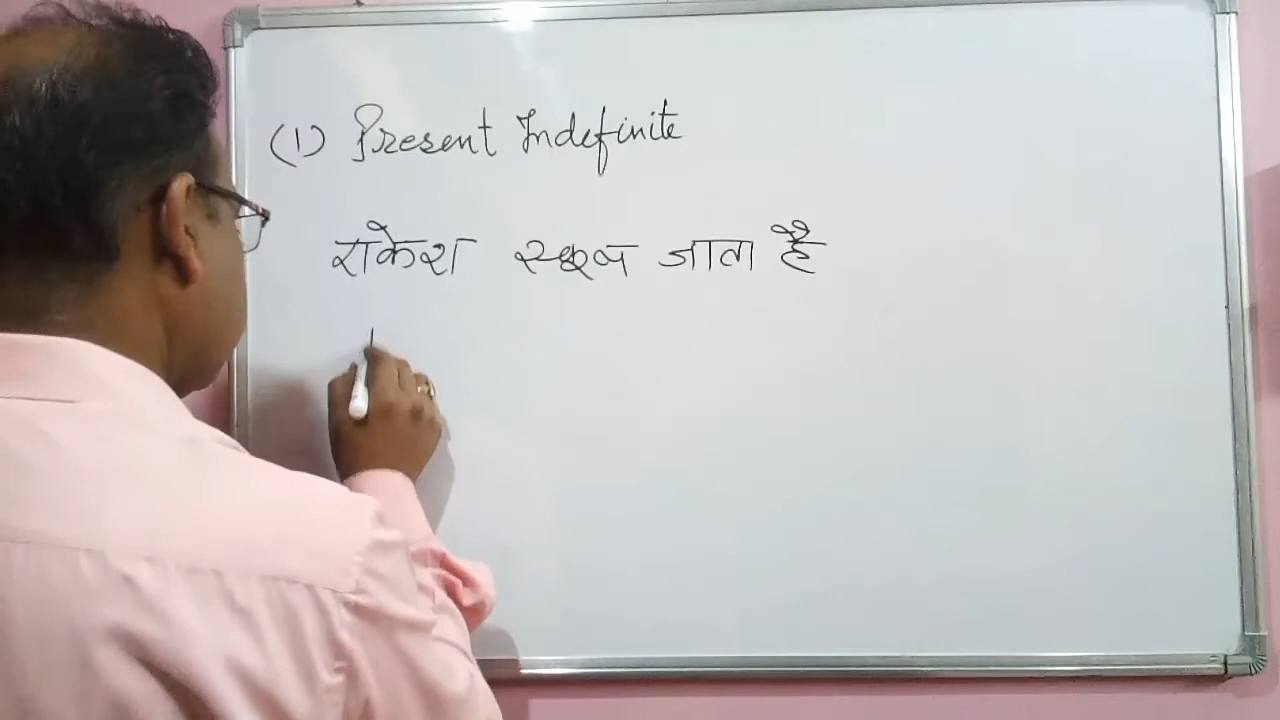 (1) Present Indefinite
राकेश स्कूल जाता है